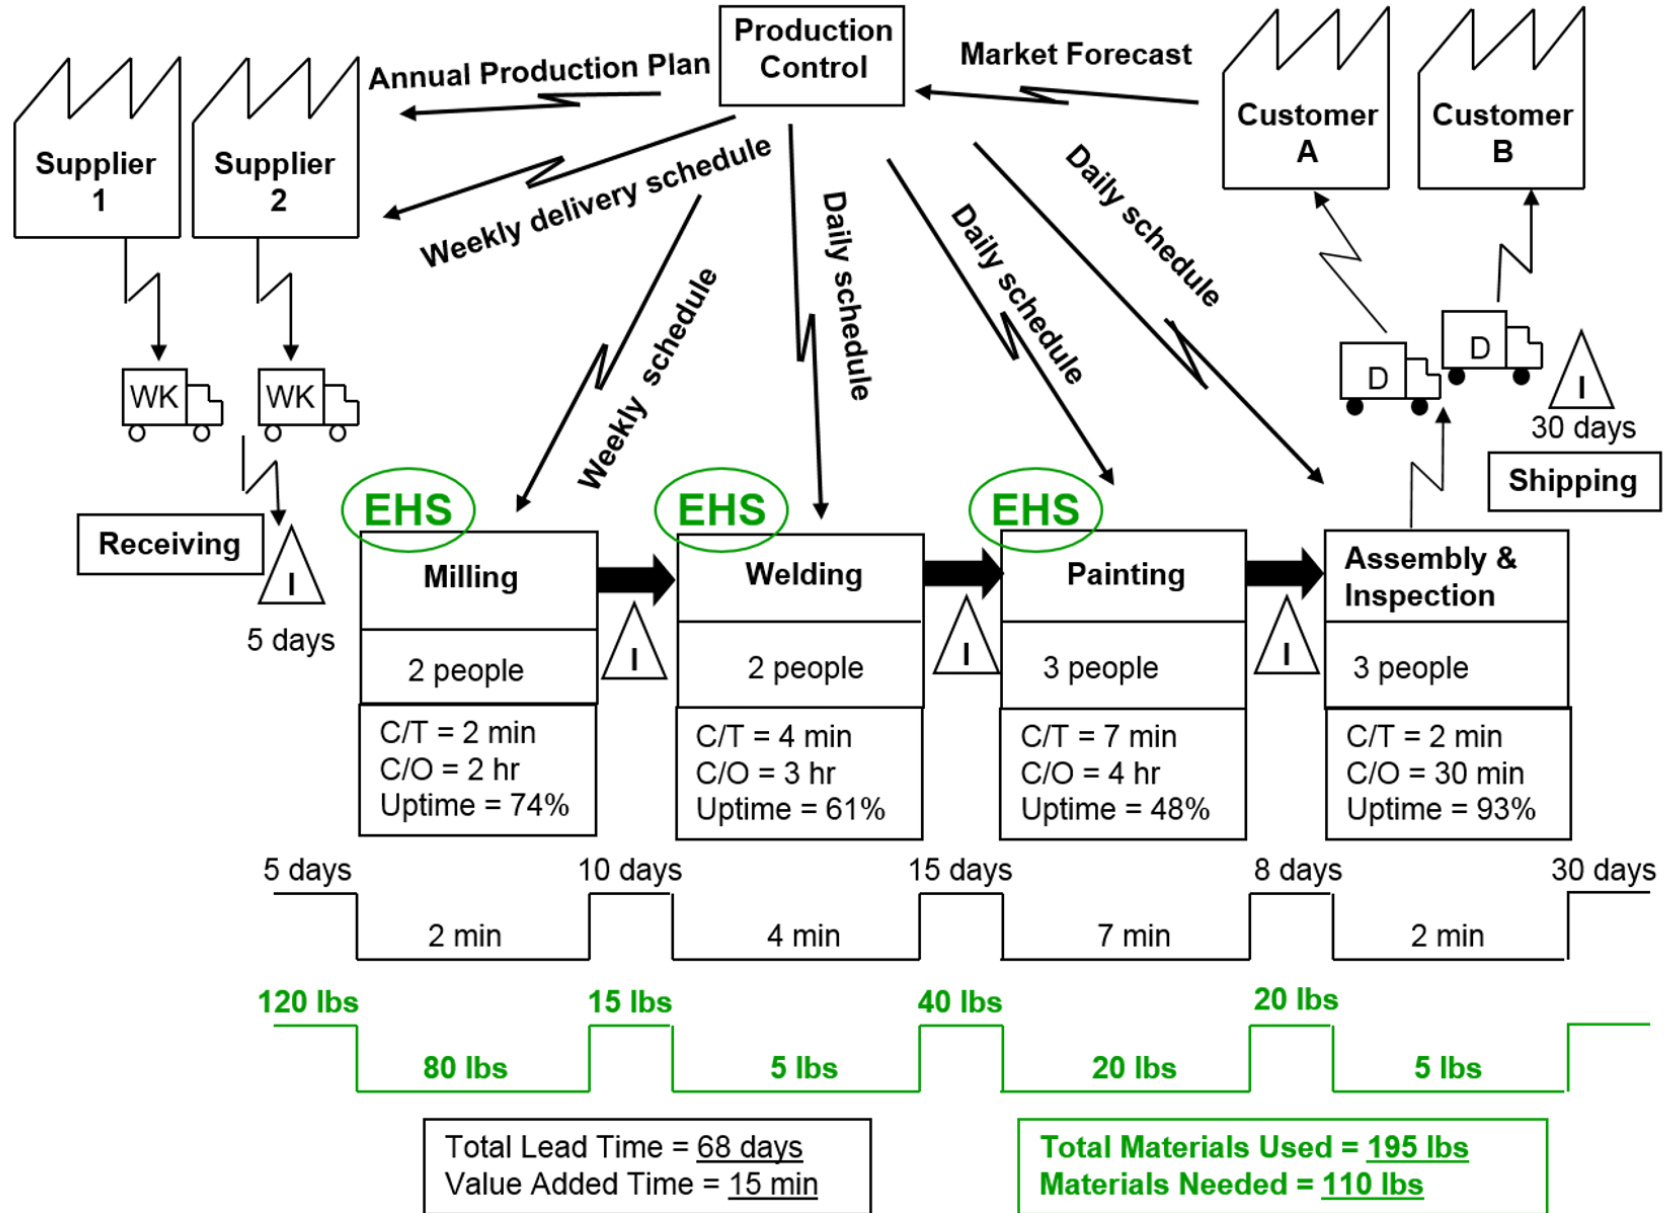 Production
Control
Annual Production Plan
Market Forecast
Supplier
1
Supplier
2
Customer
A
Customer
B
Weekly delivery schedule
Weekly schedule
Daily schedule
Daily schedule
Daily schedule
WK
WK
D
D
I
30 days
Shipping
Receiving
I
5 days
EHS
EHS
EHS
Milling
2 people
C/T = 2 min
C/O = 2 hr
Uptime = 74%
I
Welding
2 people
C/T = 4 min
C/O = 3 hr
Uptime = 61%
I
Painting
3 people
C/T = 7 min
C/O = 4 hr
Uptime = 48%
I
Assembly &
Inspection
3 people
C/T = 2 min
C/O = 30 min
Uptime = 93%
5 days
10 days
15 days
8 days
30 days
2 min
4 min
7 min
2 min
120 lbs
15 lbs
40 lbs
20 lbs
80 lbs
5 lbs
20 lbs
5 lbs
Total Lead Time = 68 days
Value Added Time = 15 min
Total Materials Used = 195 lbs
Materials Needed = 110 lbs